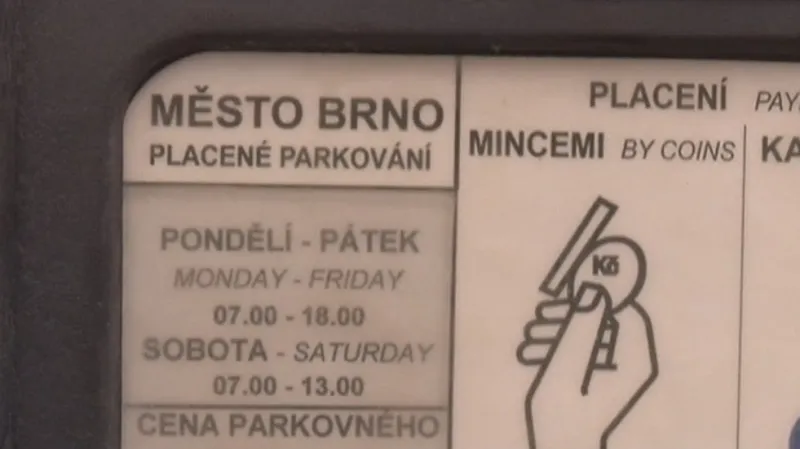 MĚSTO BRNO
PLACENÉ PARKOVÁNÍ
PONDĚLÍ - PÁTEK
MONDAY - FRIDAY
07.00 - 18.00
SOBOTA - SATURDAY
07.00 - 13.00
CENA PARKOVNÉHO
PLACENÍ
MINCEMI BY COINS
Kč